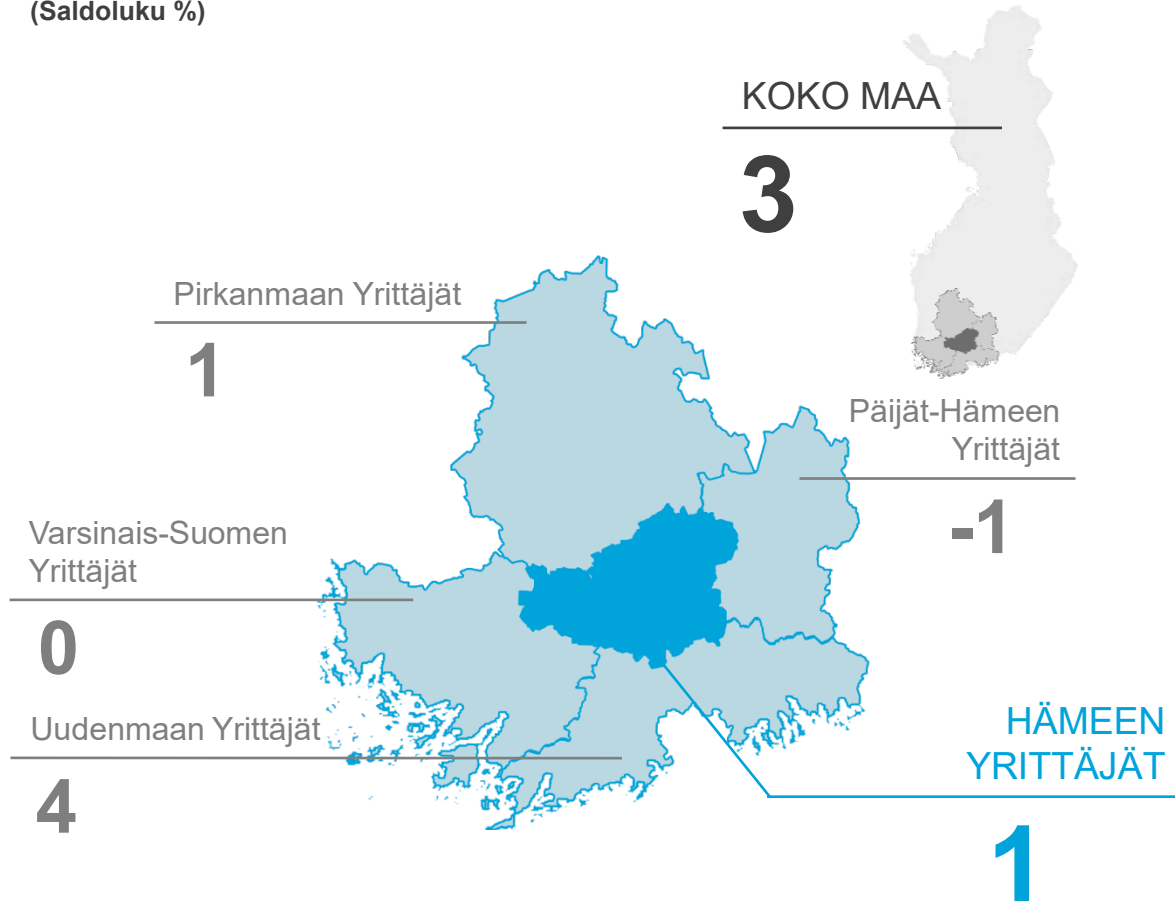 (Saldoluku %)
KOKO MAA
3
Pirkanmaan Yrittäjät
1
Päijät-Hämeen
Yrittäjät
-1
Varsinais-Suomen
Yrittäjät
0
Uudenmaan Yrittäjät
4
HÄMEEN
YRITTÄJÄT
1